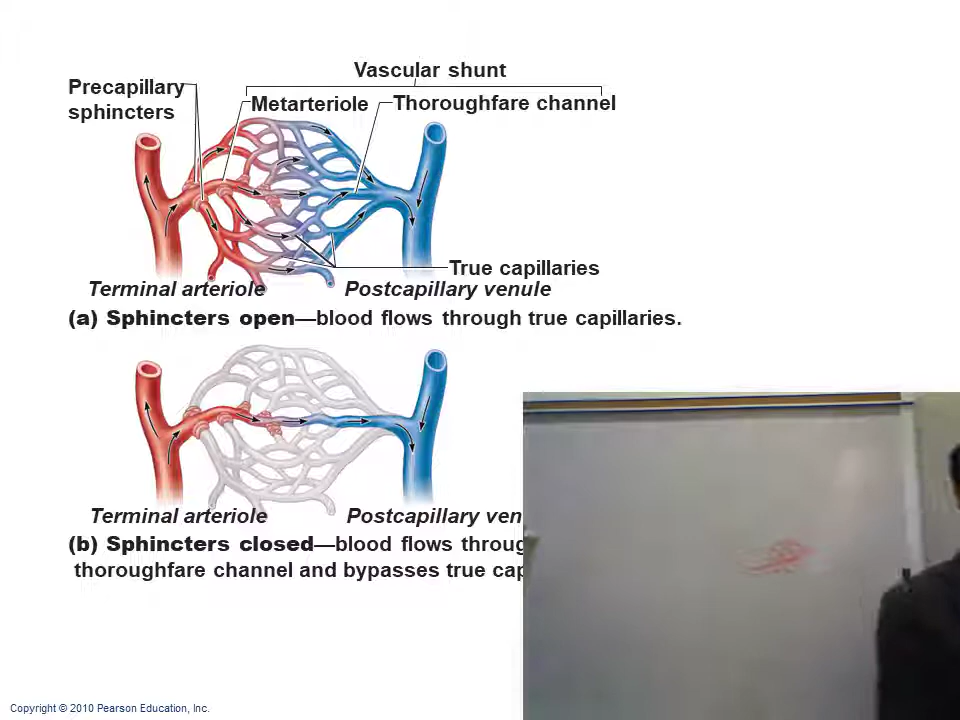 Vascular shunt
Precapillary
sphincters
Metarteriole
Thoroughfare channel
True capillaries
Terminal arteriole
Postcapillary venule
(a) Sphincters open—blood flows through true capillaries.
Terminal arteriole
Postcapillary ven
(b) Sphincters closed—blood flows throug
thoroughfare channel and bypasses true cap
Copyright © 2010 Pearson Education, Inc.